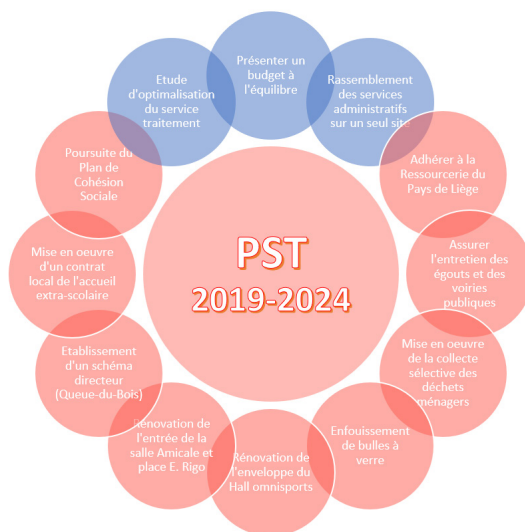 Présenter un
budget à
l'équilibre
Rassemblement
des services
administratifs
sur un seul site
Adhérer à la
Ressourcerie du
Pays de Liège
Assurer
l'entretien des
égouts et des
voiries
publiques
Mise en oeuvre
de la collecte
sélective des
déchets
ménagers
Enfouissement
de bulles à
verre
Rénovation de
l'enveloppe du
Hall omnisports
Rénovation de
l'entrée de la
salle Amicale et
place E. Rigo
Etablissement
d'un schéma
directeur
(Queue-du-Bois)
Mise en oeuvre
d'un contrat
local de l'accueil
extra-scolaire
Poursuite du
Plan de
Cohésion
Sociale
Etude
d'optimalisation
du service
traitement
PST
2019-2024